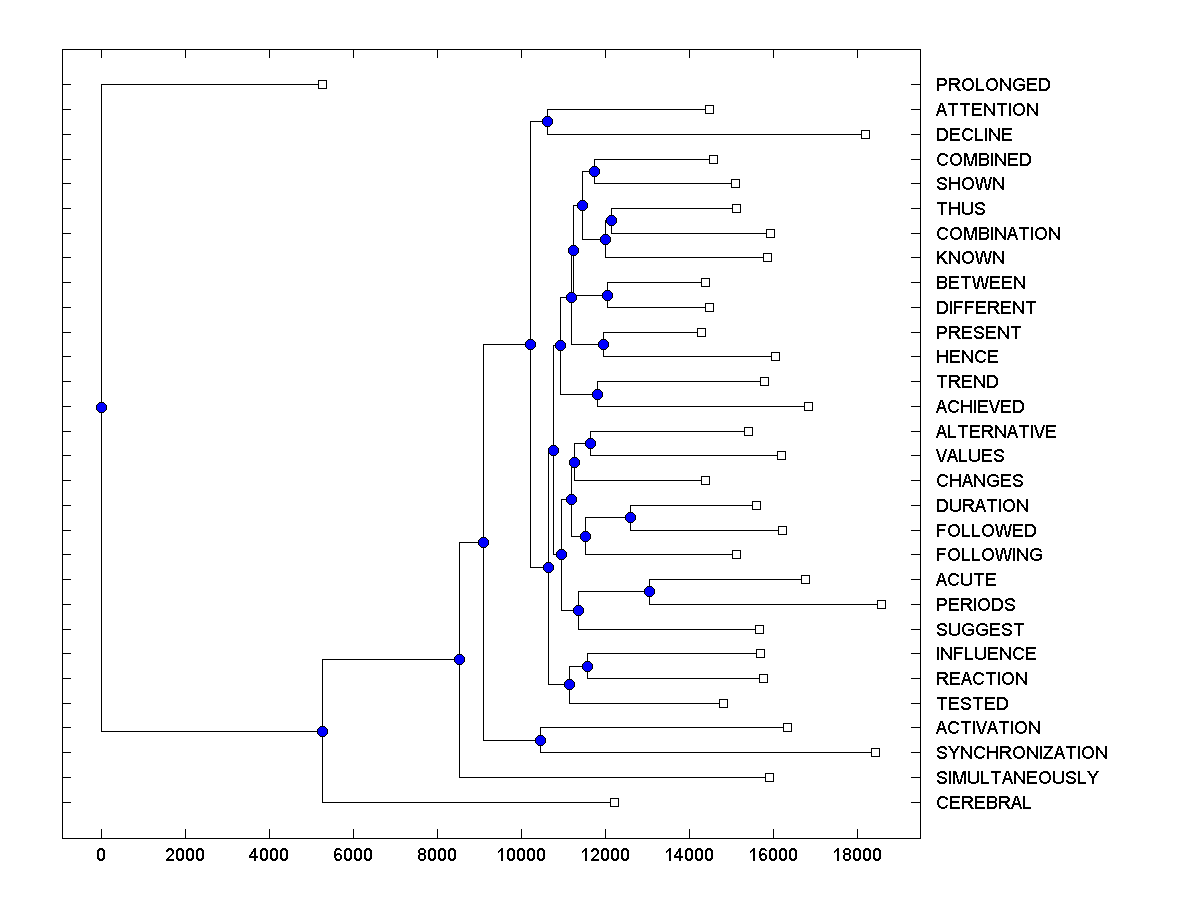 PROLONGED
ATTENTION
DECLINE
COMBINED
SHOWN
THUS
COMBINATION
KNOWN
BETWEEN
DIFFERENT
PRESENT
HENCE
TREND
ACHIEVED
ALTERNATIVE
VALUES
CHANGES
DURATION
FOLLOWED
FOLLOWING
ACUTE
PERIODS
SUGGEST
INFLUENCE
REACTION
TESTED
ACTIVATION
SYNCHRONIZATION
SIMULTANEOUSLY
CEREBRAL
0 2000 4000 6000 8000 10000 12000 14000 16000 18000